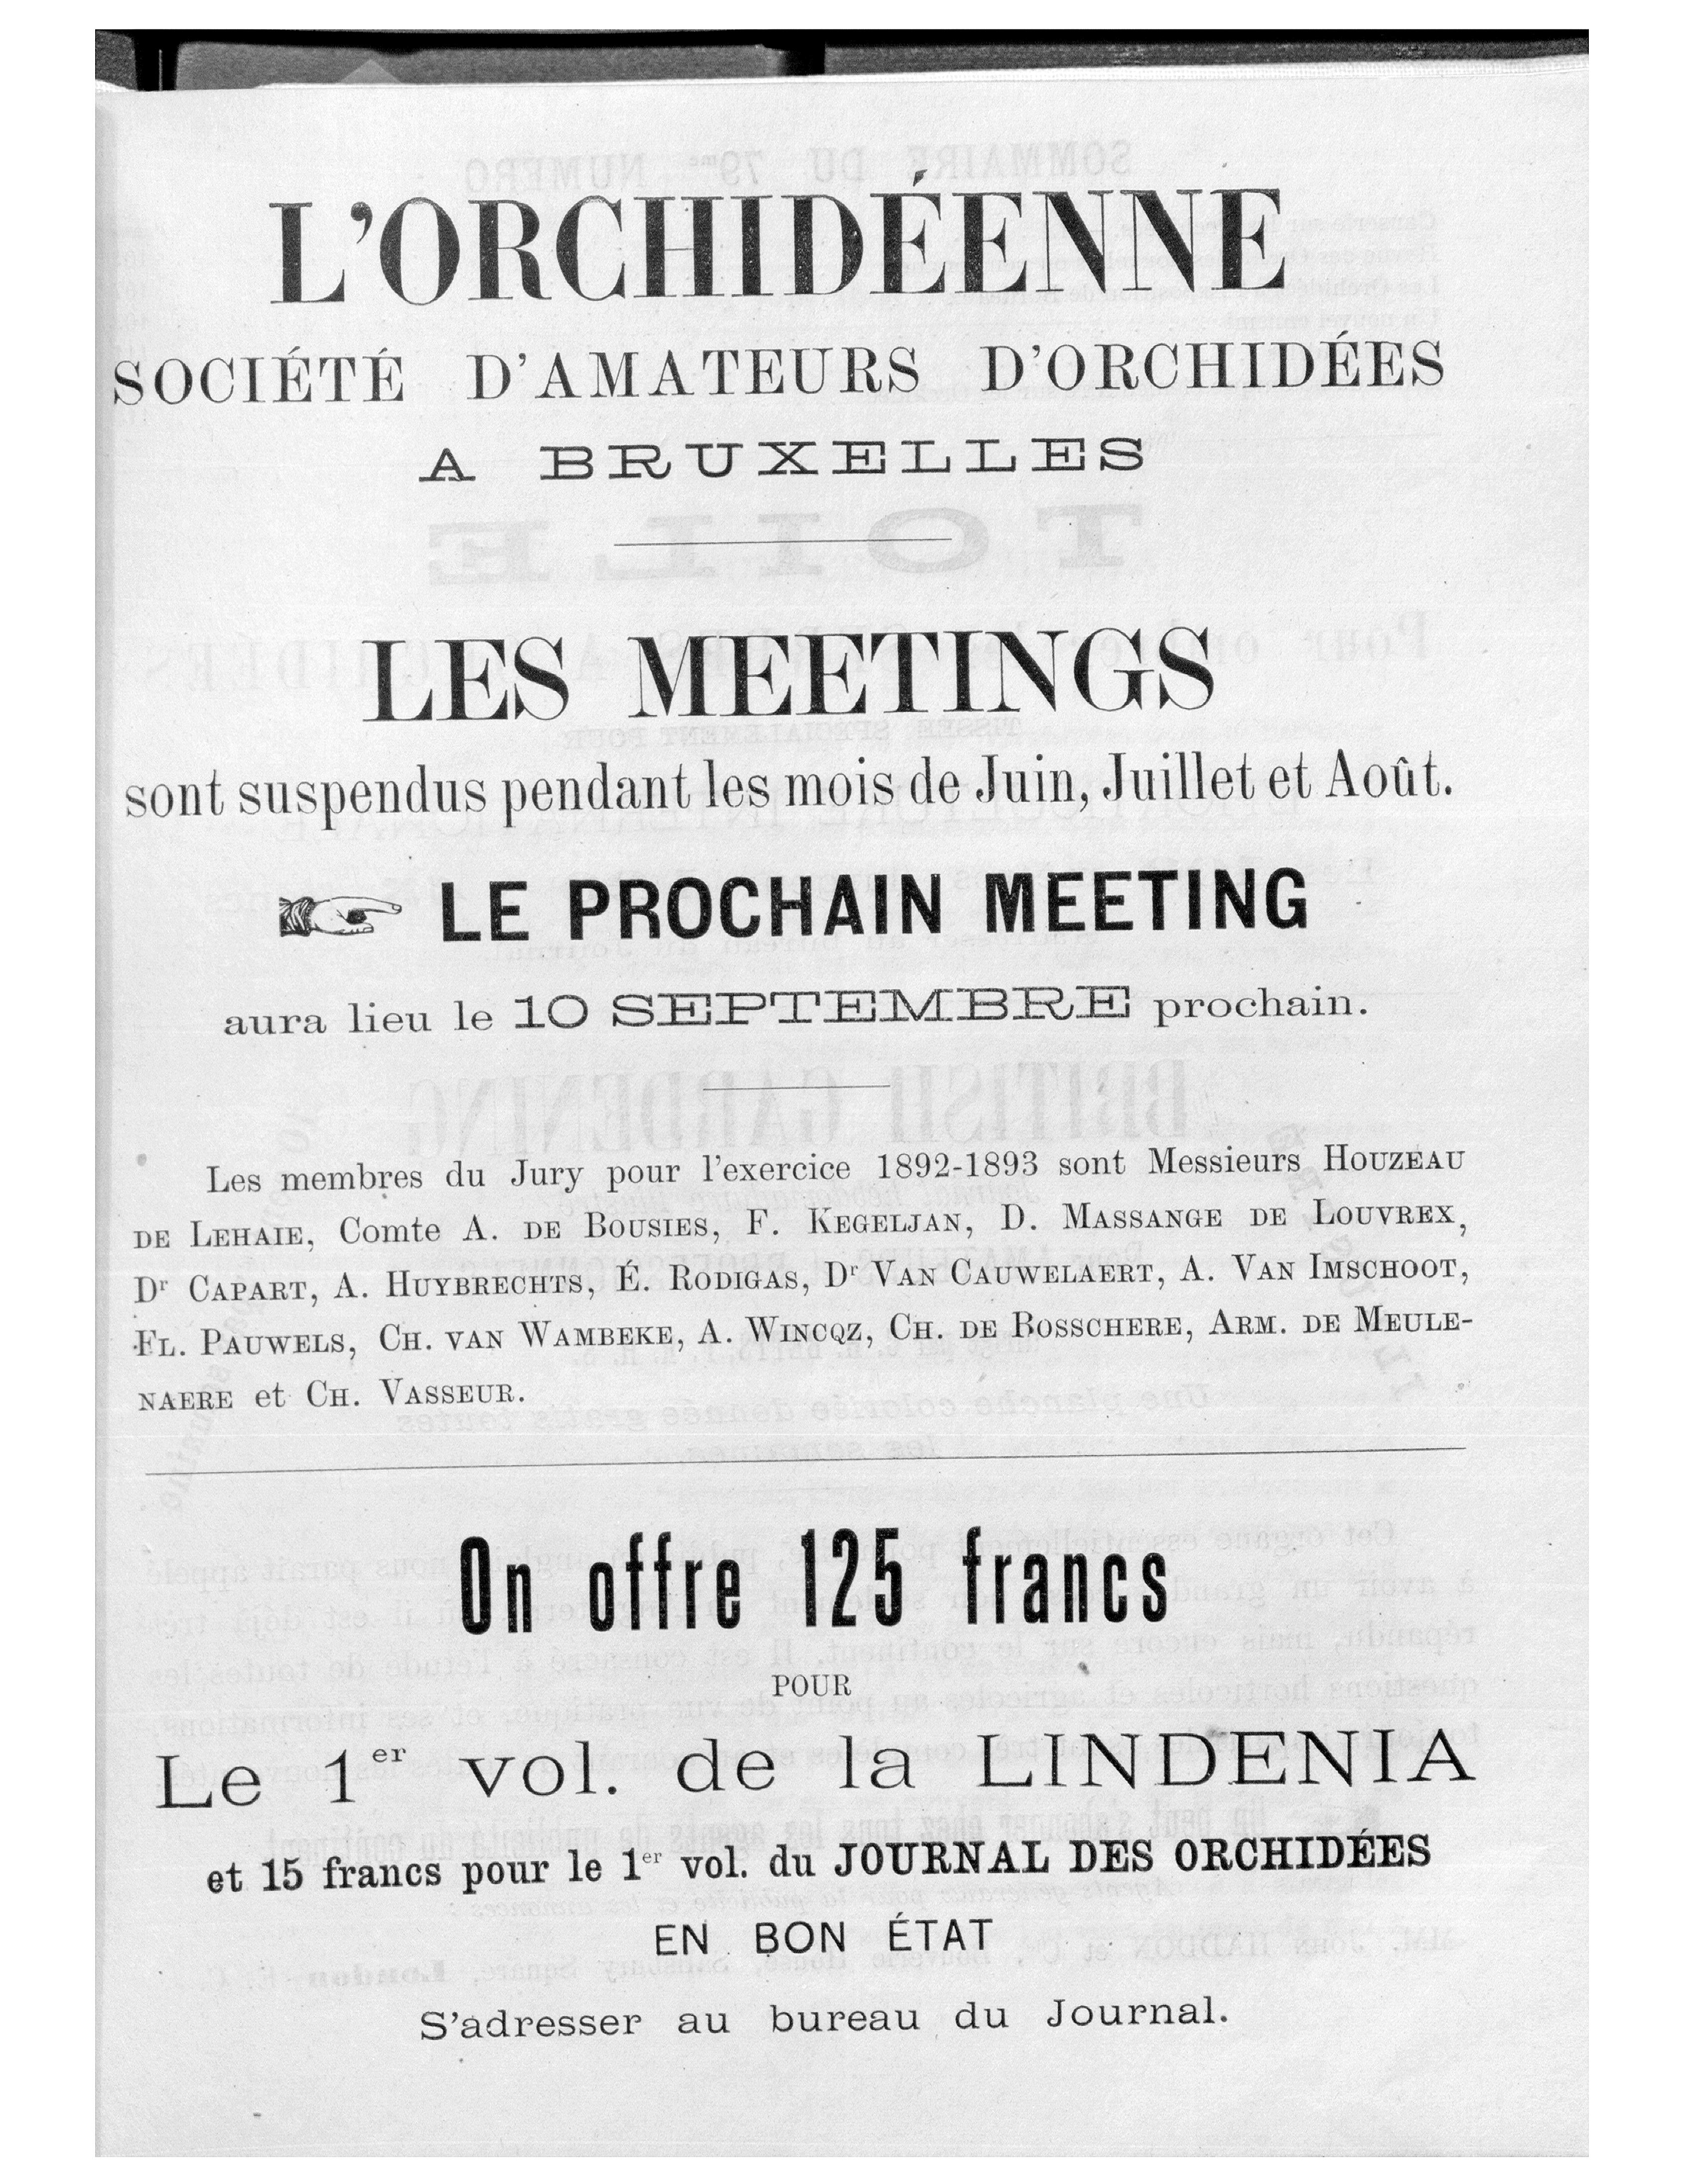 L'ORCHIDÉENNE
SOCIÉTÉ D'AMATEURS D'ORCHIDÉES
A BRUXELLES
LES MEETINGS
sont suspendus pendant les mois de Juin, Juillet et Août.
LE PROCHAIN MEETING
aura lieu le 10 SEPTEMBRE prochain.
Les membres du Jury pour l'exercice 1892-1893 sont Messieurs HOUZEAU
DE LEHAIE, Comte A. DE BOUSIES, F. KEGELJAN, D. MASSANGE DE LOUVREX,
Dr CAPART, A. HUYBRECHTS, É. RODIGAS, Dr VAN CAUWELAERT, A. VAN IMSCHOOT,
FL. PAUWELS, CH. VAN WAMBEKE, A. WINCQZ, CH. DE BOSSCHERE, ARM. DE MEULE-
NAERE et CH. VASSEUR.
On offre 125 francs
POUR
Le 1er vol. de la LINDENIA
et 15 francs pour le 1er vol. du JOURNAL DES ORCHIDÉES
EN BON ÉTAT
S'adresser au bureau du Journal.